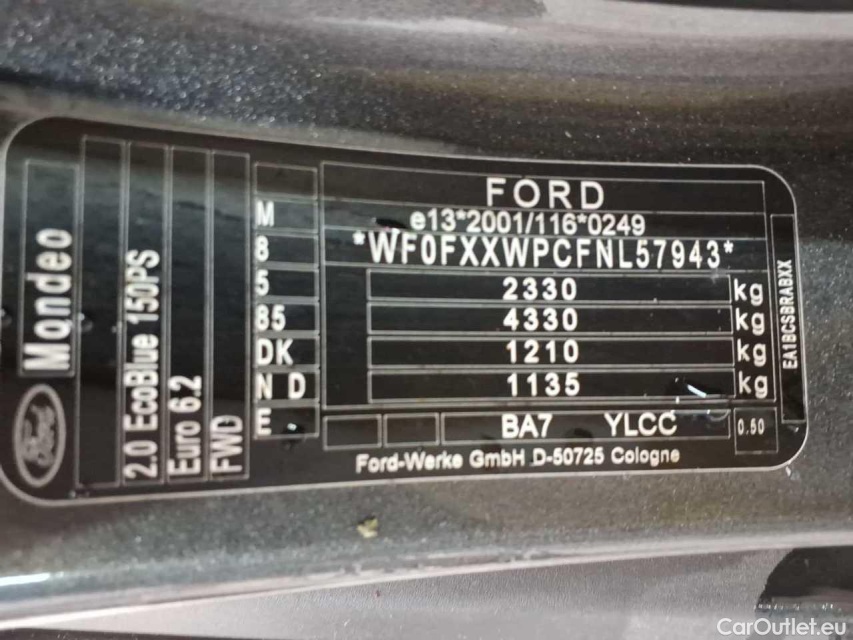 Mondeo
Ford
2.0 EcoBlue 150PS
Euro 6.2
FWD
M
8
5
85
DK
N D
E
FORD
e13*2001/116*0249
*WF0FXXWPCFNL57943*
2330 kg
4330 kg
1210 kg
1135 kg
BA7 YLCC 0.50
Ford-Werke GmbH D-50725 Cologne
EA1BCSBRABXX
CarOutlet.eu